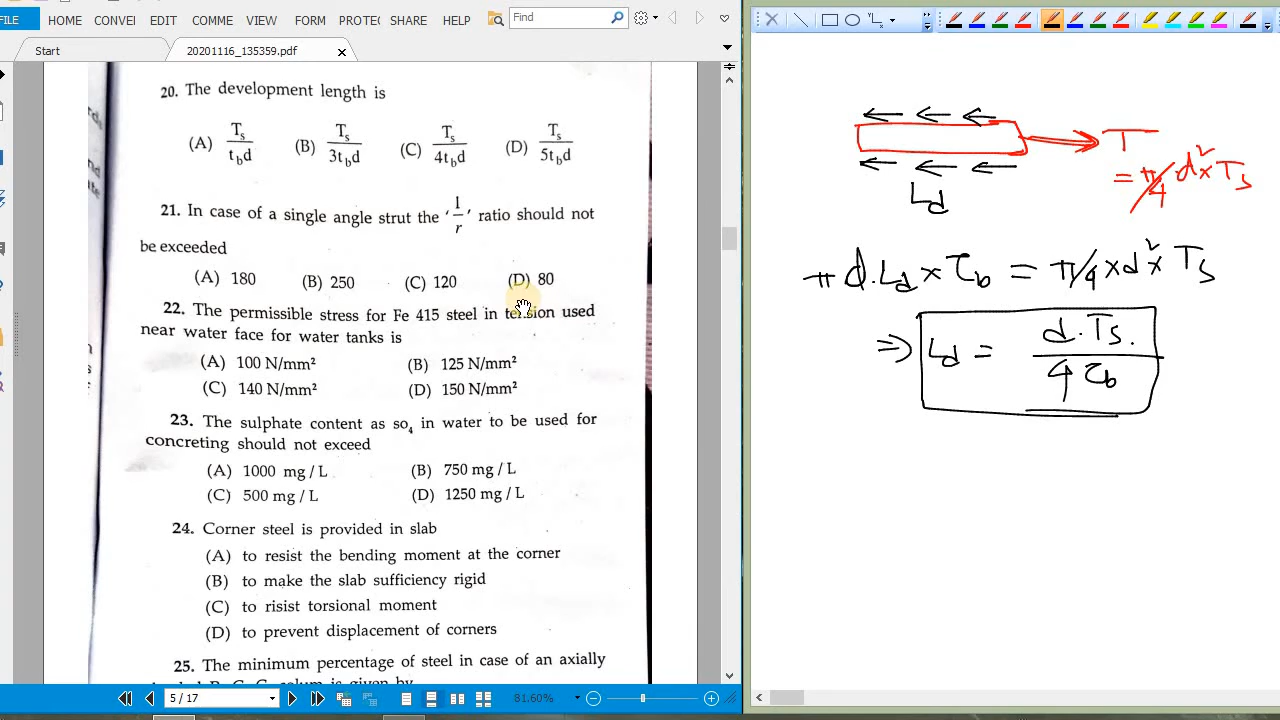 FILE HOME CONVERT EDIT COMME VIEW FORM PROTE SHARE HELP Find
Start 20201116_135359.pdf
20. The development length is
(A) Ts / tbd (B) Ts / 3tbd (C) Ts / 4tbd (D) Ts / 5tbd
21. In case of a single angle strut the 'l/r' ratio should not
be exceeded
(A) 180 (B) 250 (C) 120 (D) 80
22. The permissible stress for Fe 415 steel in tension used
near water face for water tanks is
(A) 100 N/mm² (B) 125 N/mm²
(C) 140 N/mm² (D) 150 N/mm²
23. The sulphate content as so₄ in water to be used for
concreting should not exceed
(A) 1000 mg / L (B) 750 mg / L
(C) 500 mg / L (D) 1250 mg / L
24. Corner steel is provided in slab
(A) to resist the bending moment at the corner
(B) to make the slab sufficiency rigid
(C) to risist torsional moment
(D) to prevent displacement of corners
25. The minimum percentage of steel in case of an axially
5 / 17 81.60%
T
= π/4 d² × Ts
Ld
π d.Ld × τb = π/4 × d² × Ts
⇒ Ld = d.Ts. / 4 τb